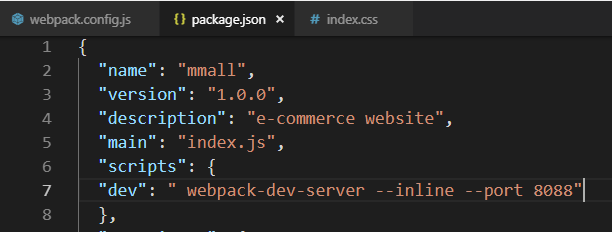 webpack.config.js {} package.json × # index.css
1 {
2 "name": "mmall",
3 "version": "1.0.0",
4 "description": "e-commerce website",
5 "main": "index.js",
6 "scripts": {
7 "dev": " webpack-dev-server --inline --port 8088"
8 },